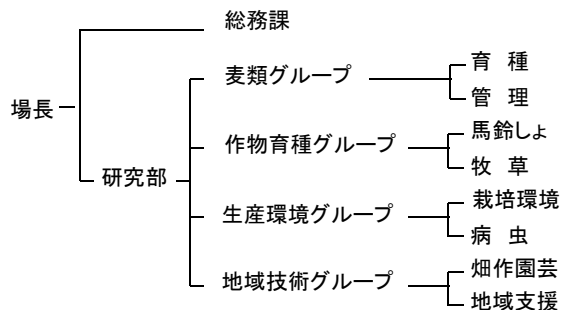 総務課
麦類グループ
育 種
管 理
場長
作物育種グループ
馬鈴しょ
牧 草
研究部
生産環境グループ
栽培環境
病 虫
地域技術グループ
畑作園芸
地域支援